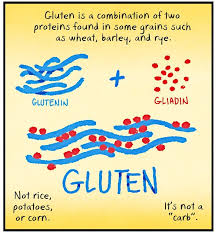 Gluten is a combination of two
proteins found in some grains such
as wheat, barley, and rye.
+
GLUTENIN
GLIADIN
GLUTEN
Not rice,
potatoes,
or corn.
It's not a
"carb".